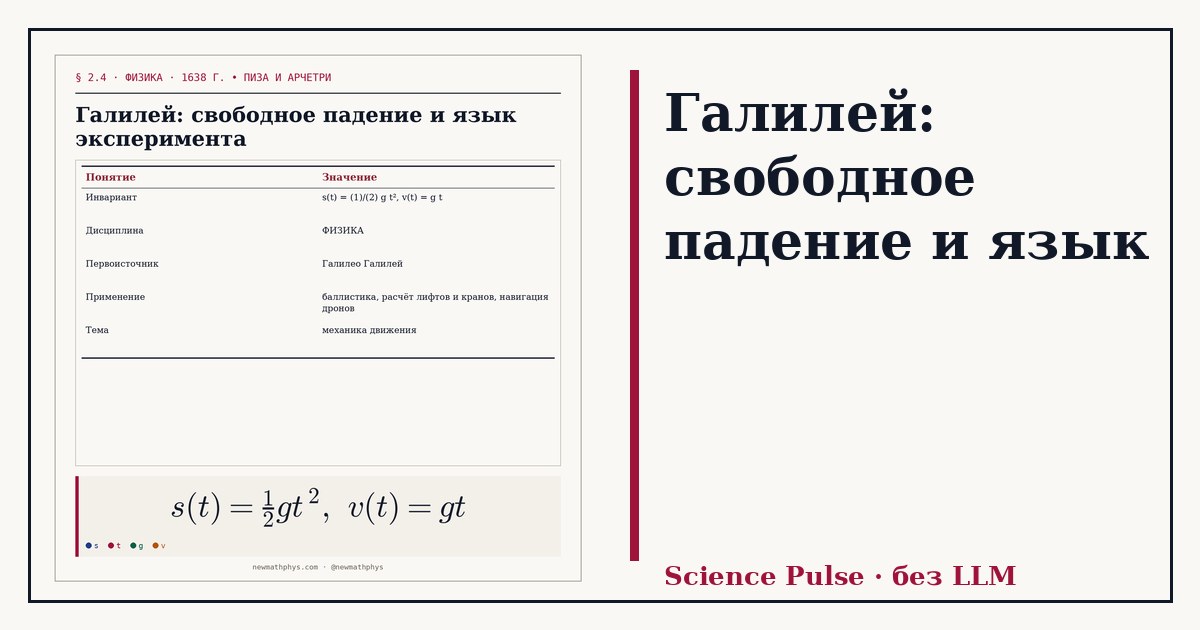 § 2.4 · ФИЗИКА · 1638 Г. • ПИЗА И АРЧЕТРИ
Галилей: свободное падение и язык
эксперимента
Понятие Значение
Инвариант s(t) = (1)/(2) g t², v(t) = g t
Дисциплина ФИЗИКА
Первоисточник Галилео Галилей
Применение баллистика, расчёт лифтов и кранов, навигация
дронов
Тема механика движения
s(t) = ½gt², v(t) = gt
s t g v
newmathphys.com · @newmathphys
Галилей:
свободное
падение и язык
Science Pulse · без LLM